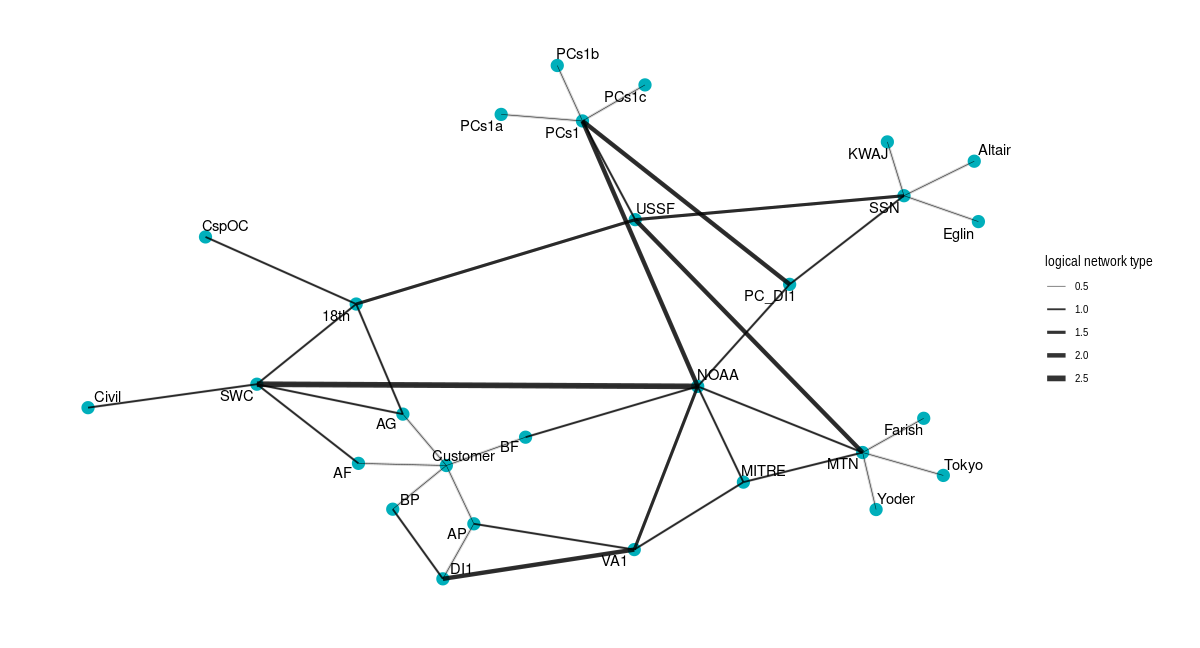 PCs1b
PCs1c
PCs1a
PCs1
KWAJ
Altair
USSF
SSN
CspOC
Eglin
logical network type
0.5
PC_DI1
1.0
18th
1.5
2.0
NOAA
2.5
SWC
Civil
AG
Farish
BF
Customer
MTN
Tokyo
AF
MITRE
BP
Yoder
AP
VA1
DI1